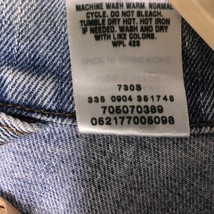 MACHINE WASH WARM. NORMAL
CYCLE. DO NOT BLEACH.
TUMBLE DRY HOT. HOT IRON
IF NEEDED. WASH AND DRY
WITH LIKE COLORS.
WPL 423
7308
335 0904 351748
705070389
052177005098